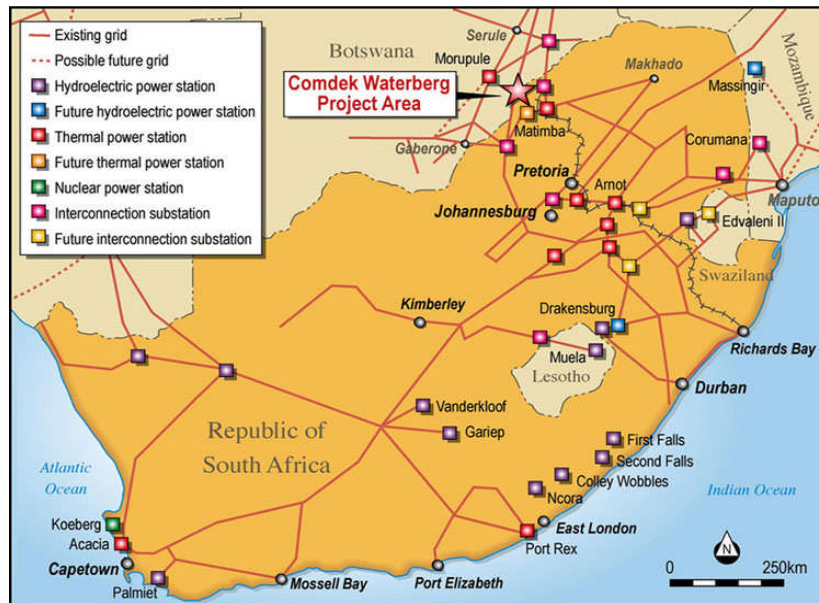 Existing grid
Possible future grid
Hydroelectric power station
Future hydroelectric power station
Thermal power station
Future thermal power station
Nuclear power station
Interconnection substation
Future interconnection substation
Serule
Botswana
Morupule
Comdek Waterberg
Project Area
Makhado
Massingir
Mozambique
Matimba
Gaberone
Corumana
Pretoria
Arnot
Maputo
Johannesburg
Edvaleni II
Swaziland
Kimberley
Drakensburg
Richards Bay
Muela
Lesotho
Durban
Vanderkloof
Republic of
South Africa
Gariep
First Falls
Second Falls
Colley Wobbles
Ncora
Atlantic
Ocean
Indian Ocean
Koeberg
Acacia
East London
Port Rex
Capetown
Palmiet
Mossell Bay
Port Elizabeth
N
0
250km